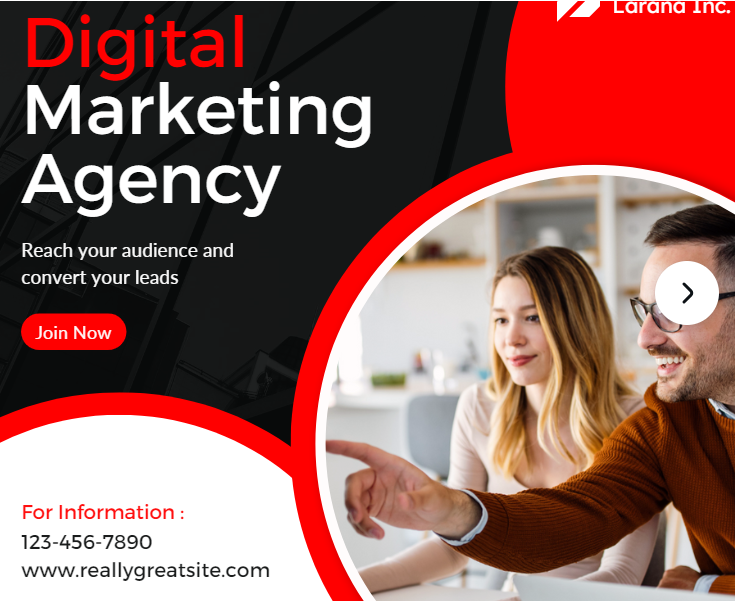 Larana Inc.
Digital
Marketing
Agency
Reach your audience and
convert your leads
Join Now
For Information :
123-456-7890
www.reallygreatsite.com